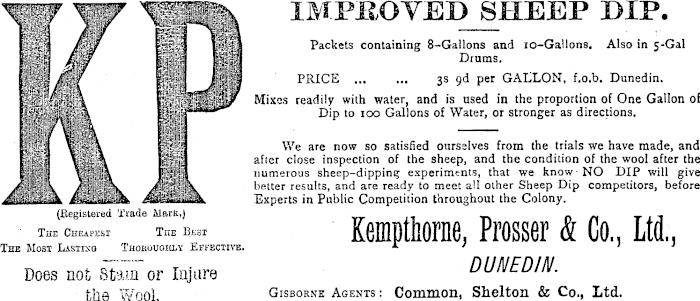 KP
(Registered Trade Mark.)
THE CHEAPEST THE BEST
THE MOST LASTING THOROUGHLY EFFECTIVE.
Does not Stain or Injure
the Wool.
IMPROVED SHEEP DIP.
Packets containing 8-Gallons and 10-Gallons. Also in 5-Gal
Drums.
PRICE ... ... 3s 9d per GALLON, f.o.b. Dunedin.
Mixes readily with water, and is used in the proportion of One Gallon of
Dip to 100 Gallons of Water, or stronger as directions.
We are now so satisfied ourselves from the trials we have made, and
after close inspection of the sheep, and the condition of the wool after the
numerous sheep-dipping experiments, that we know NO DIP will give
better results, and are ready to meet all other Sheep Dip competitors, before
Experts in Public Competition throughout the Colony.
Kempthorne, Prosser & Co., Ltd.,
DUNEDIN.
GISBORNE AGENTS: Common, Shelton & Co., Ltd.